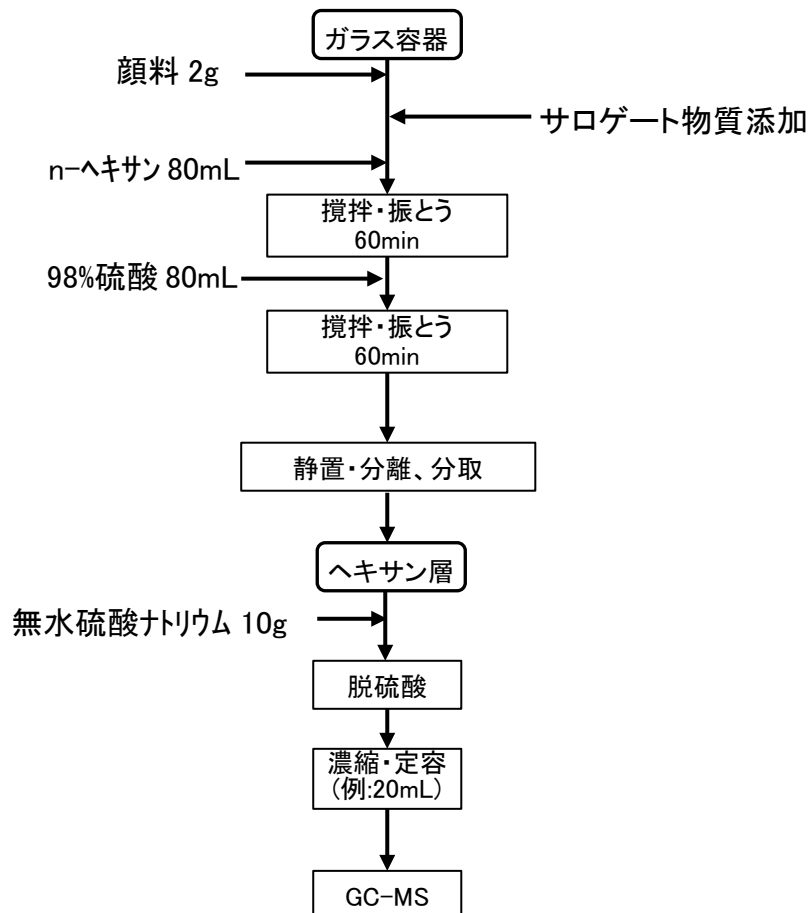 ガラス容器
顔料 2g
サロゲート物質添加
n-ヘキサン 80mL
撹拌・振とう
60min
98%硫酸 80mL
撹拌・振とう
60min
静置・分離、分取
ヘキサン層
無水硫酸ナトリウム 10g
脱硫酸
濃縮・定容
(例:20mL)
GC-MS